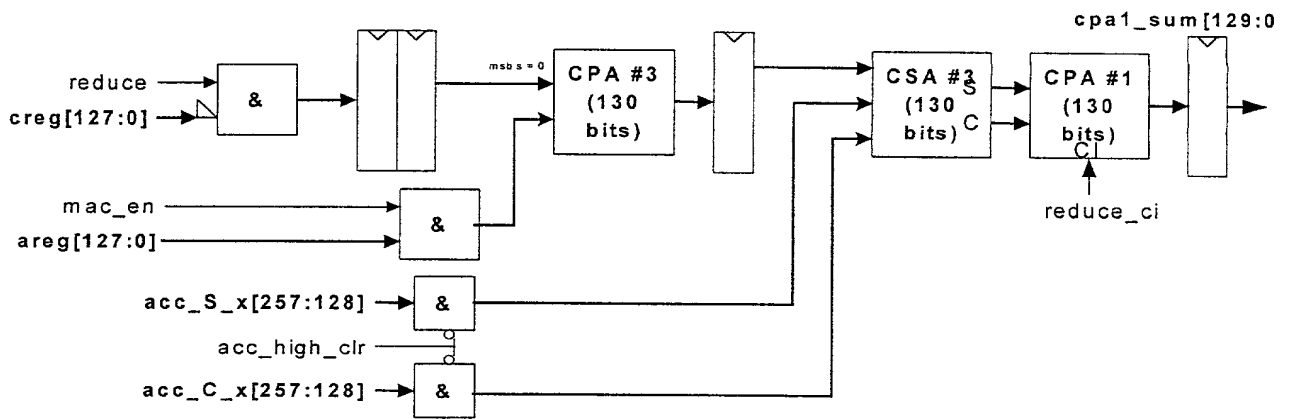 cpa1_sum[129:0
reduce
creg[127:0]
&
msbs = 0
CPA #3
(130
bits)
CSA #3
(130
bits)
S
C
CPA #1
(130
bits)
CI
reduce_ci
mac_en
areg[127:0]
&
acc_S_x[257:128]
&
acc_high_clr
acc_C_x[257:128]
&